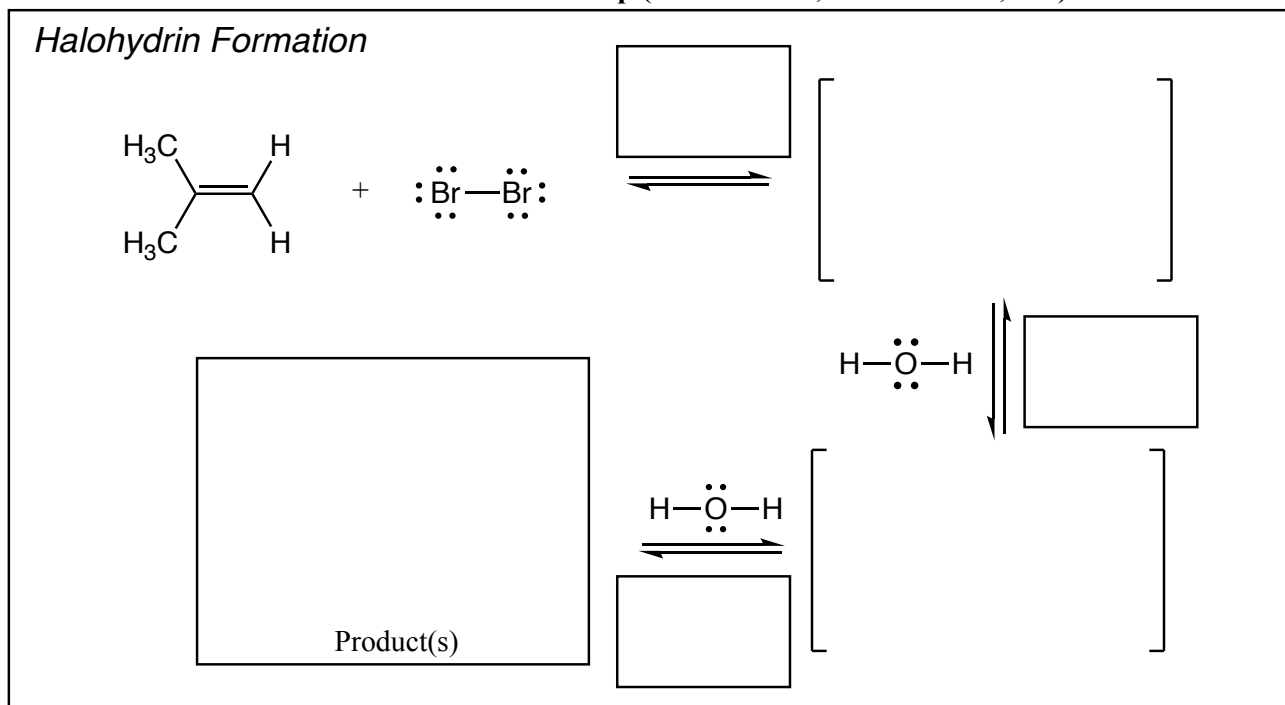 Halohydrin Formation
H₃C H
+ :Br—Br:
H₃C H
H—O—H
H—O—H
Product(s)